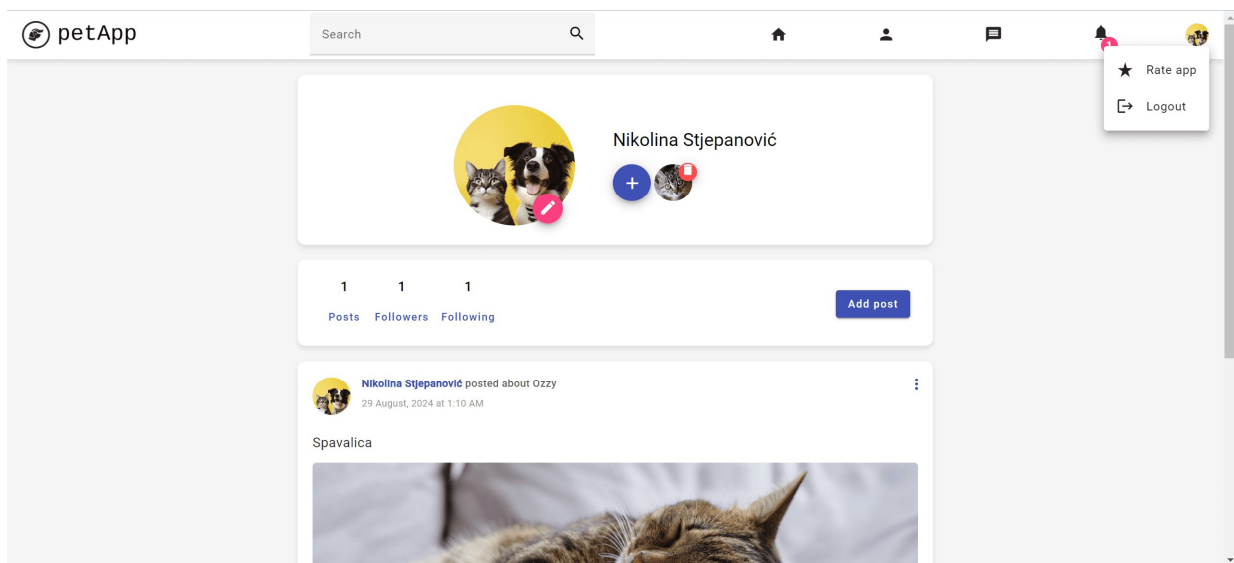 petApp
Search
1
Rate app
Logout
Nikolina Stjepanović
1 1 1
Posts Followers Following
Add post
Nikolina Stjepanović posted about Ozzy
29 August, 2024 at 1:10 AM
Spavalica